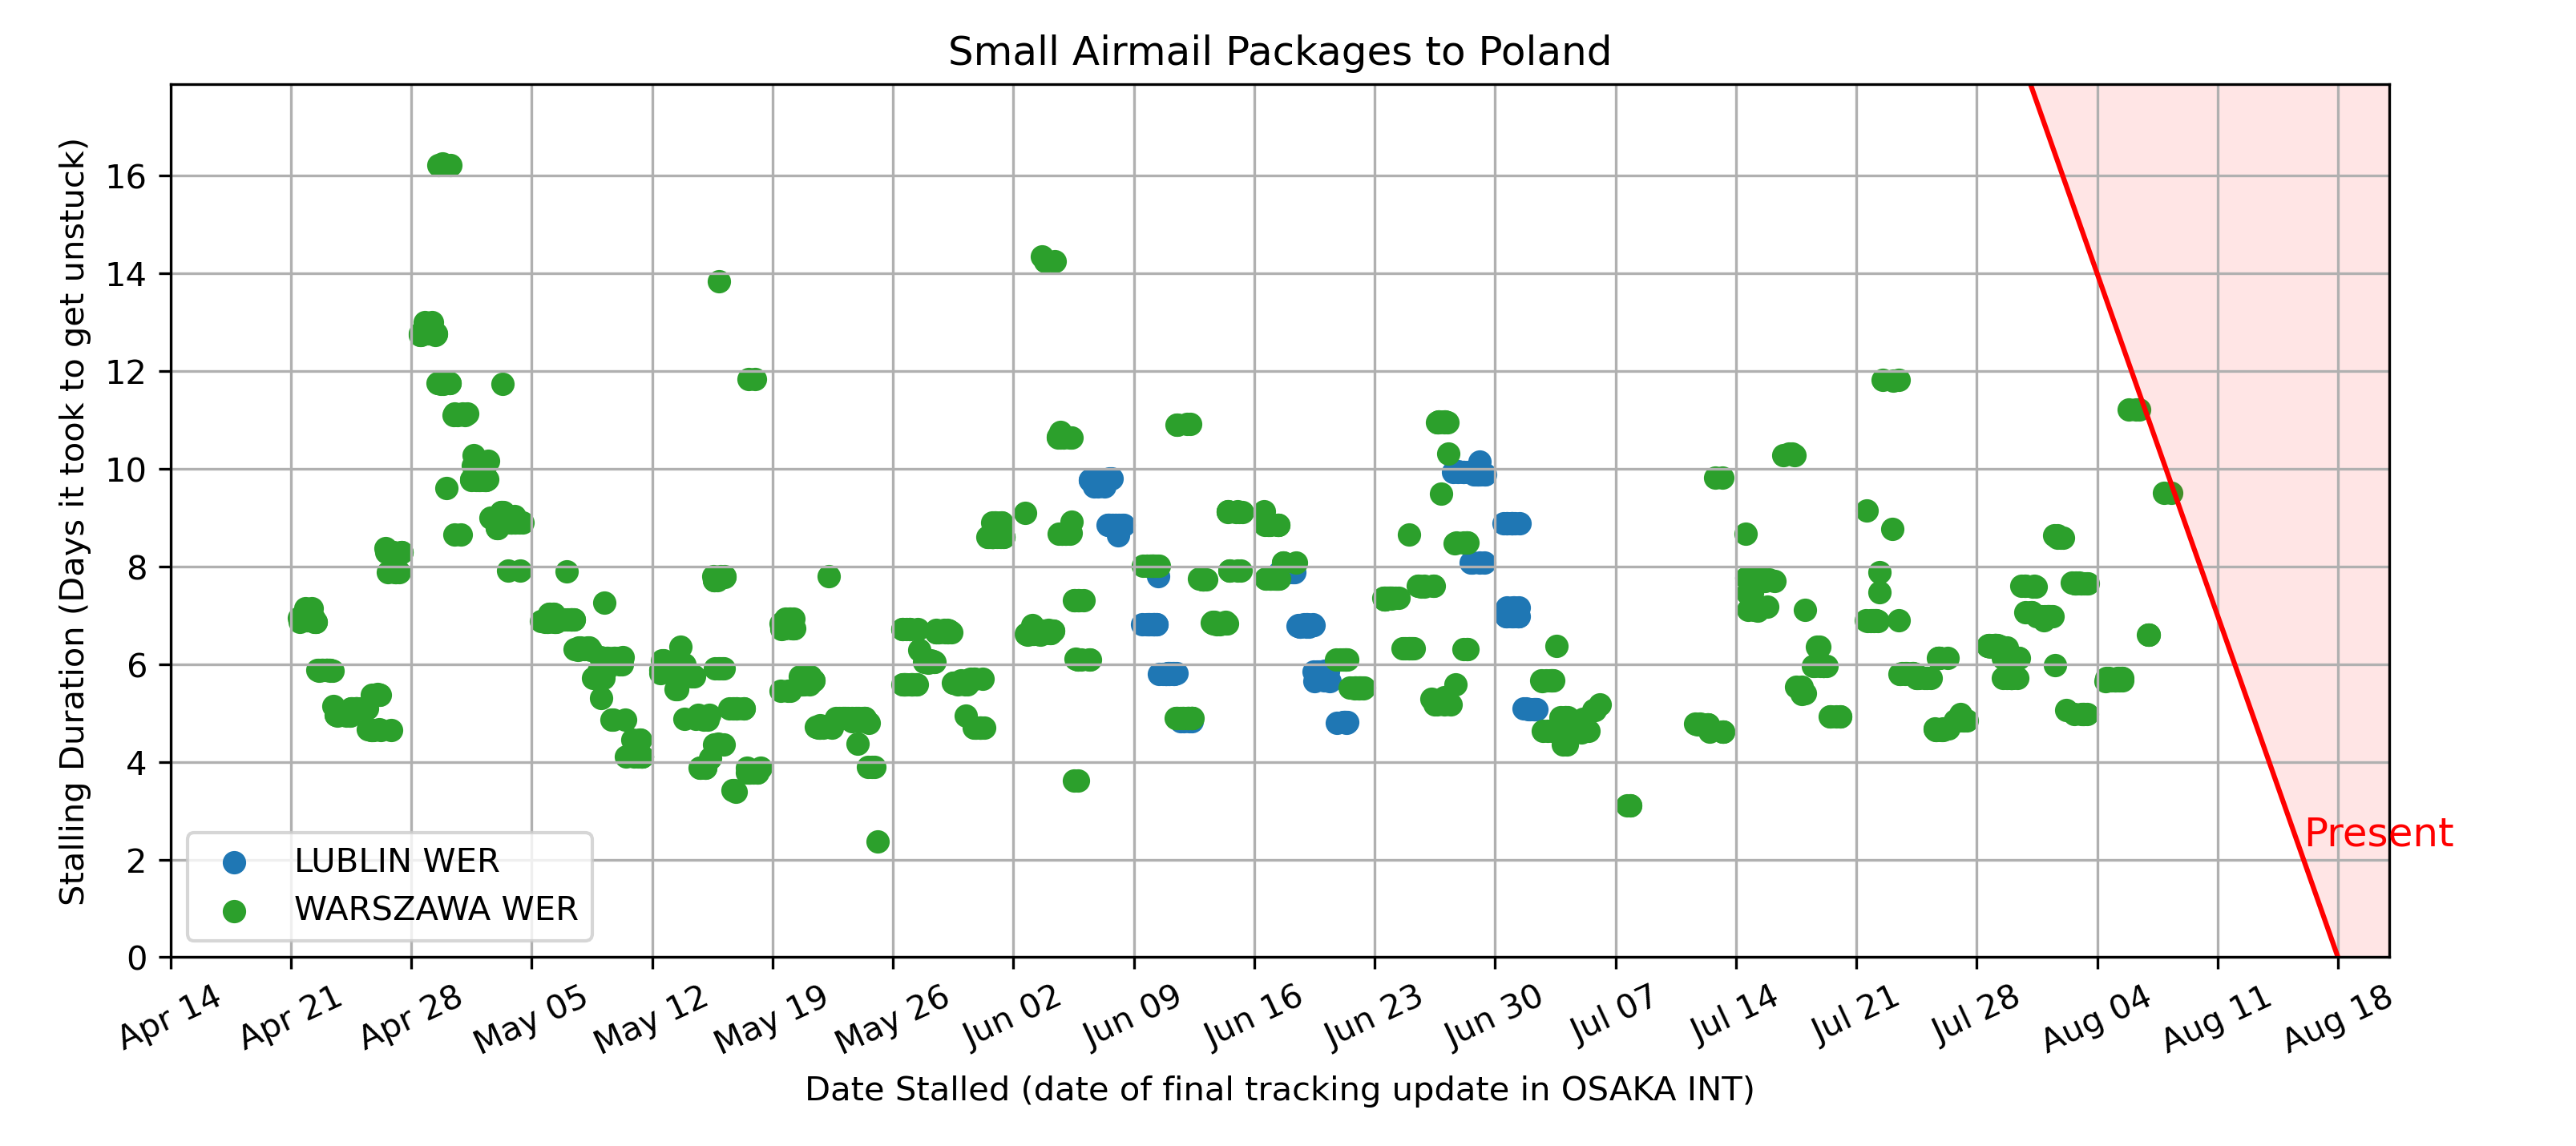 Small Airmail Packages to Poland
Stalling Duration (Days it took to get unstuck)
16
14
12
10
8
6
4
2
0
LUBLIN WER
WARSZAWA WER
Present
Apr 14 Apr 21 Apr 28 May 05 May 12 May 19 May 26 Jun 02 Jun 09 Jun 16 Jun 23 Jun 30 Jul 07 Jul 14 Jul 21 Jul 28 Aug 04 Aug 11 Aug 18
Date Stalled (date of final tracking update in OSAKA INT)